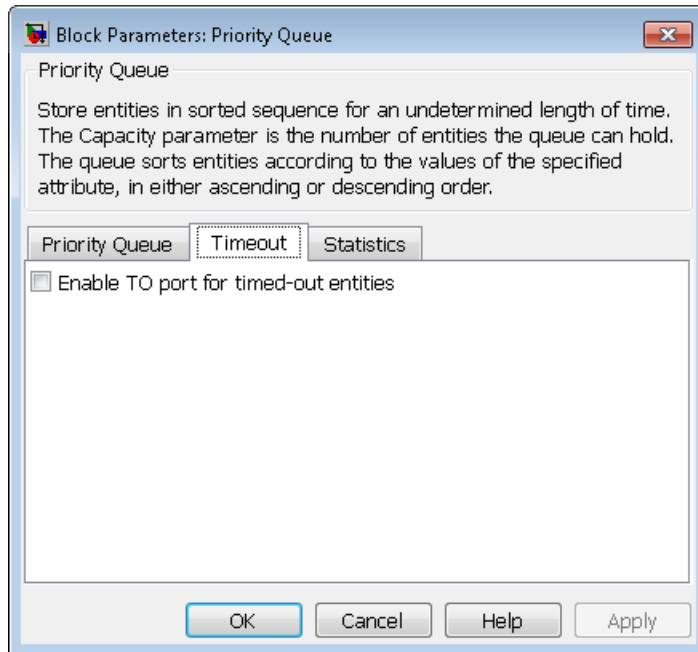 Block Parameters: Priority Queue
Priority Queue
Store entities in sorted sequence for an undetermined length of time.
The Capacity parameter is the number of entities the queue can hold.
The queue sorts entities according to the values of the specified
attribute, in either ascending or descending order.
Priority Queue Timeout Statistics
Enable TO port for timed-out entities
OK Cancel Help Apply